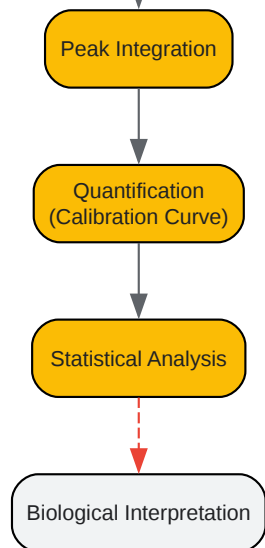 Peak Integration
Quantification
(Calibration Curve)
Statistical Analysis
Biological Interpretation